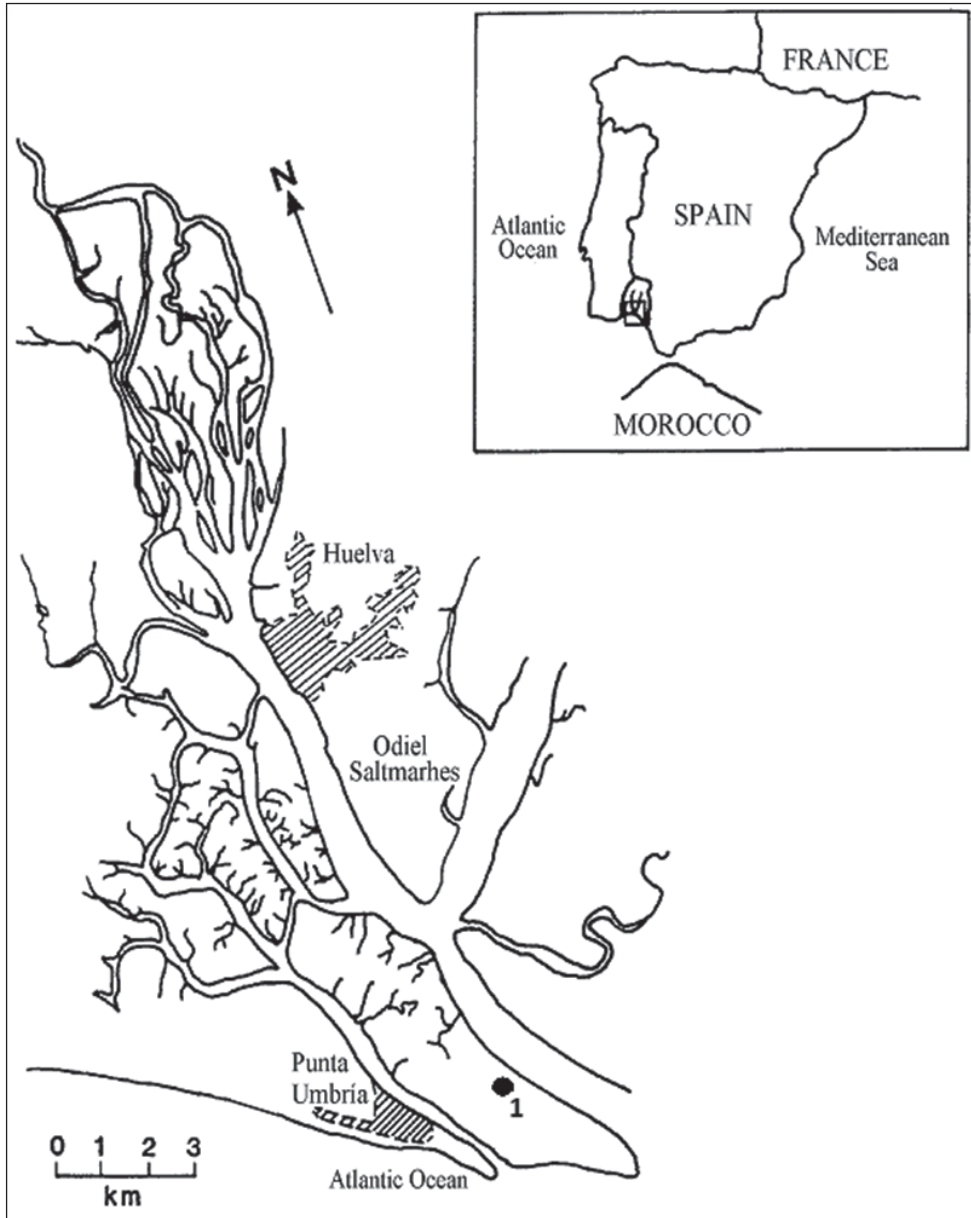 FRANCE
SPAIN
Atlantic
Ocean
Mediterranean
Sea
MOROCCO
N
Huelva
Odiel
Saltmarhes
Punta
Umbría
1
0 1 2 3
km
Atlantic Ocean